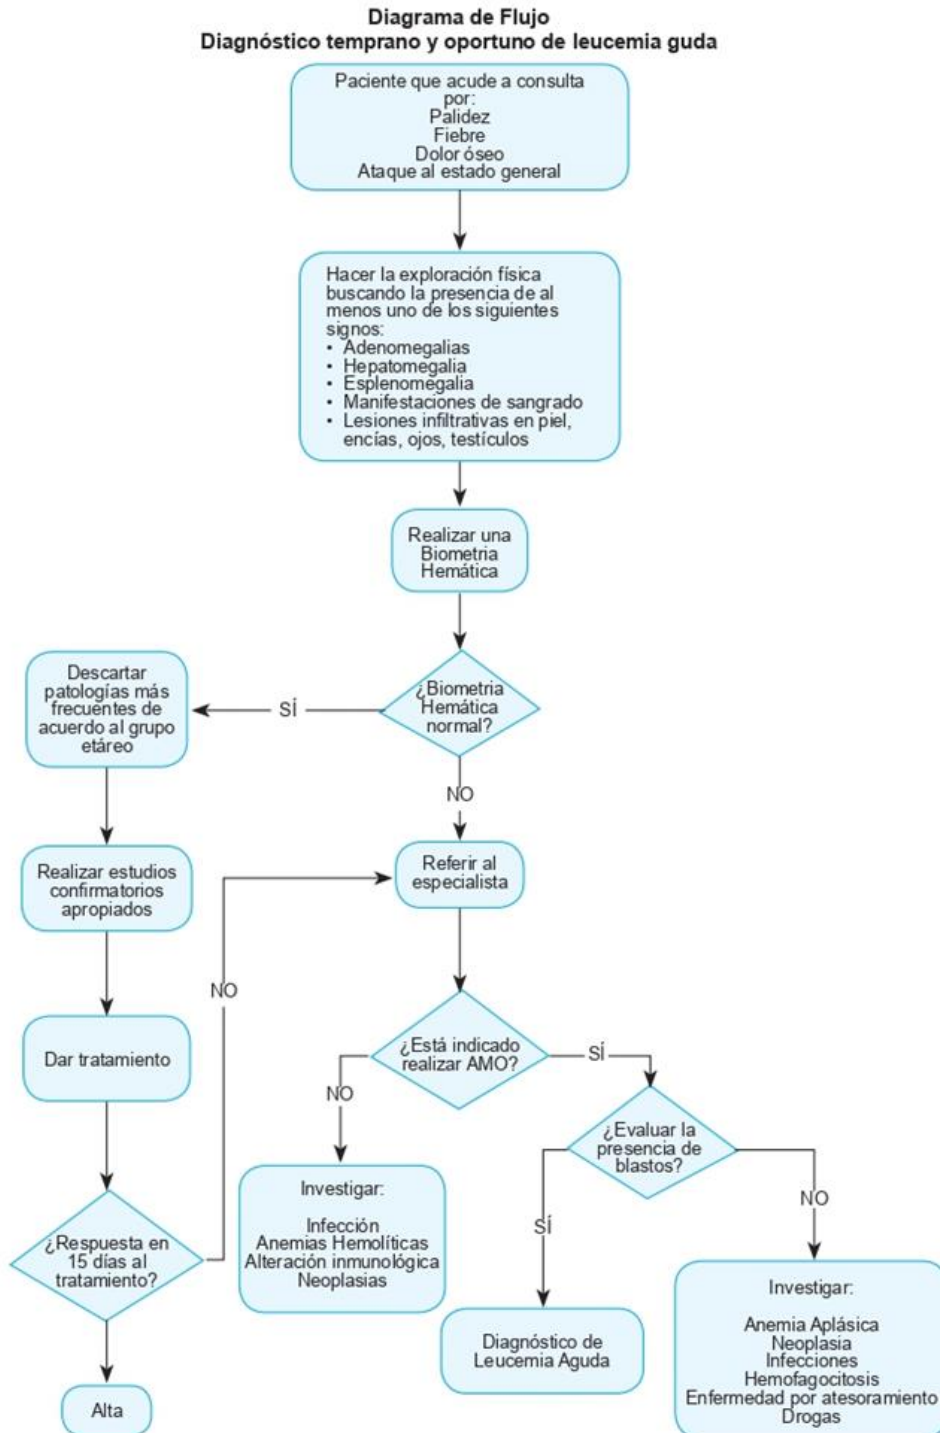 Diagrama de Flujo
Diagnóstico temprano y oportuno de leucemia guda
Paciente que acude a consulta
por:
Palidez
Fiebre
Dolor óseo
Ataque al estado general
Hacer la exploración física
buscando la presencia de al
menos uno de los siguientes
signos:
• Adenomegalias
• Hepatomegalia
• Esplenomegalia
• Manifestaciones de sangrado
• Lesiones infiltrativas en piel,
encías, ojos, testículos
Realizar una
Biometria
Hemática
¿Biometria
Hemática
normal?
SÍ
Descartar
patologías más
frecuentes de
acuerdo al grupo
etáreo
NO
Realizar estudios
confirmatorios
apropiados
Referir al
especialista
NO
Dar tratamiento
¿Está indicado
realizar AMO?
SÍ
NO
¿Evaluar la
presencia de
blastos?
Investigar:
Infección
Anemias Hemolíticas
Alteración inmunológica
Neoplasias
SÍ
NO
¿Respuesta en
15 días al
tratamiento?
Diagnóstico de
Leucemia Aguda
Investigar:
Anemia Aplásica
Neoplasia
Infecciones
Hemofagocitosis
Enfermedad por atesoramiento
Drogas
Alta